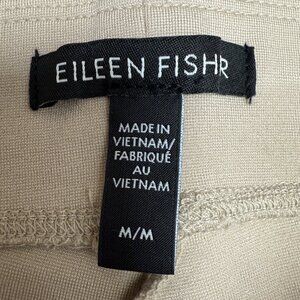 EILEEN FISHR
MADE IN
VIETNAM/
FABRIQUÉ
AU
VIETNAM
M/M